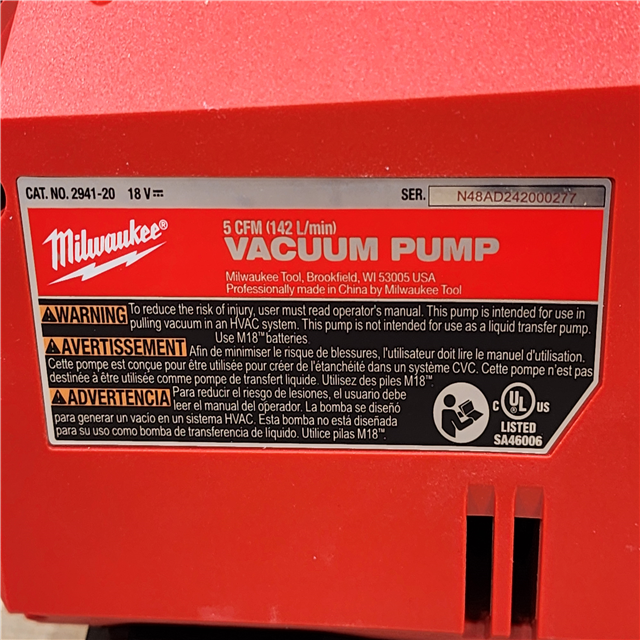 CAT. NO. 2941-20 18 V⎓ SER. N48AD242000277
Milwaukee®
5 CFM (142 L/min)
VACUUM PUMP
Milwaukee Tool, Brookfield, WI 53005 USA
Professionally made in China by Milwaukee Tool
⚠WARNING To reduce the risk of injury, user must read operator's manual. This pump is intended for use in
pulling vacuum in an HVAC system. This pump is not intended for use as a liquid transfer pump.
Use M18™ batteries.
⚠AVERTISSEMENT Afin de minimiser le risque de blessures, l'utilisateur doit lire le manuel d'utilisation.
Cette pompe est conçue pour être utilisée pour créer de l'étanchéité dans un système CVC. Cette pompe n'est pas
destinée à être utilisée comme pompe de transfert liquide. Utilisez des piles M18™.
⚠ADVERTENCIA Para reducir el riesgo de lesiones, el usuario debe
leer el manual del operador. La bomba se diseñó
para generar un vacío en un sistema HVAC. Esta bomba no está diseñada
para su uso como bomba de transferencia de líquido. Utilice pilas M18™.
C UL US
LISTED
SA46006